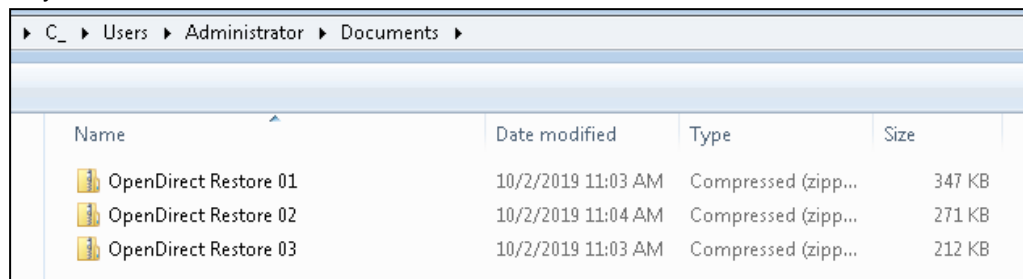 C_ ▸ Users ▸ Administrator ▸ Documents ▸
Name Date modified Type Size
OpenDirect Restore 01 10/2/2019 11:03 AM Compressed (zipp... 347 KB
OpenDirect Restore 02 10/2/2019 11:04 AM Compressed (zipp... 271 KB
OpenDirect Restore 03 10/2/2019 11:03 AM Compressed (zipp... 212 KB